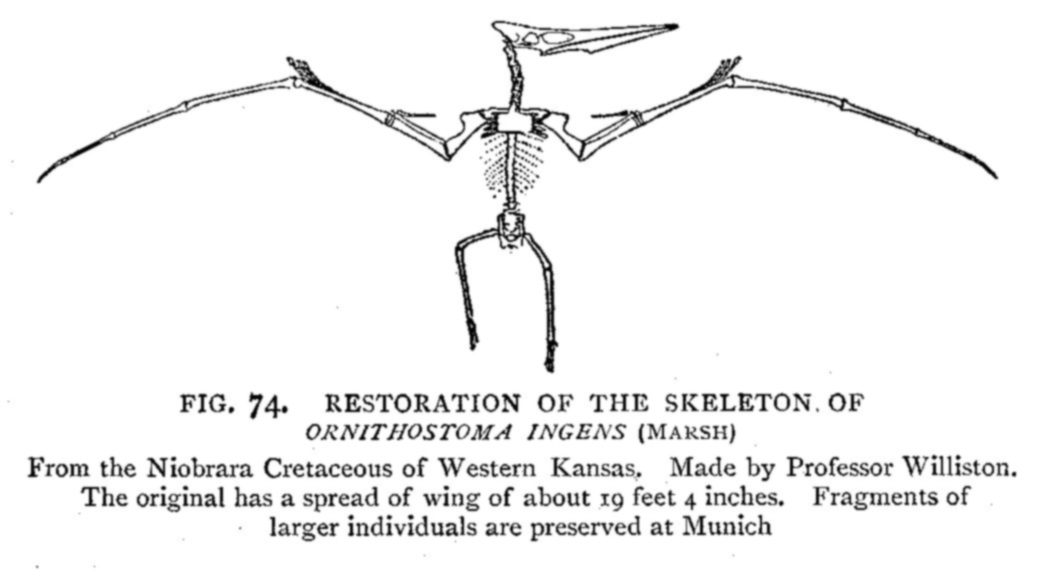 FIG. 74. RESTORATION OF THE SKELETON. OF
ORNITHOSTOMA INGENS (MARSH)
From the Niobrara Cretaceous of Western Kansas. Made by Professor Williston.
The original has a spread of wing of about 19 feet 4 inches. Fragments of
larger individuals are preserved at Munich